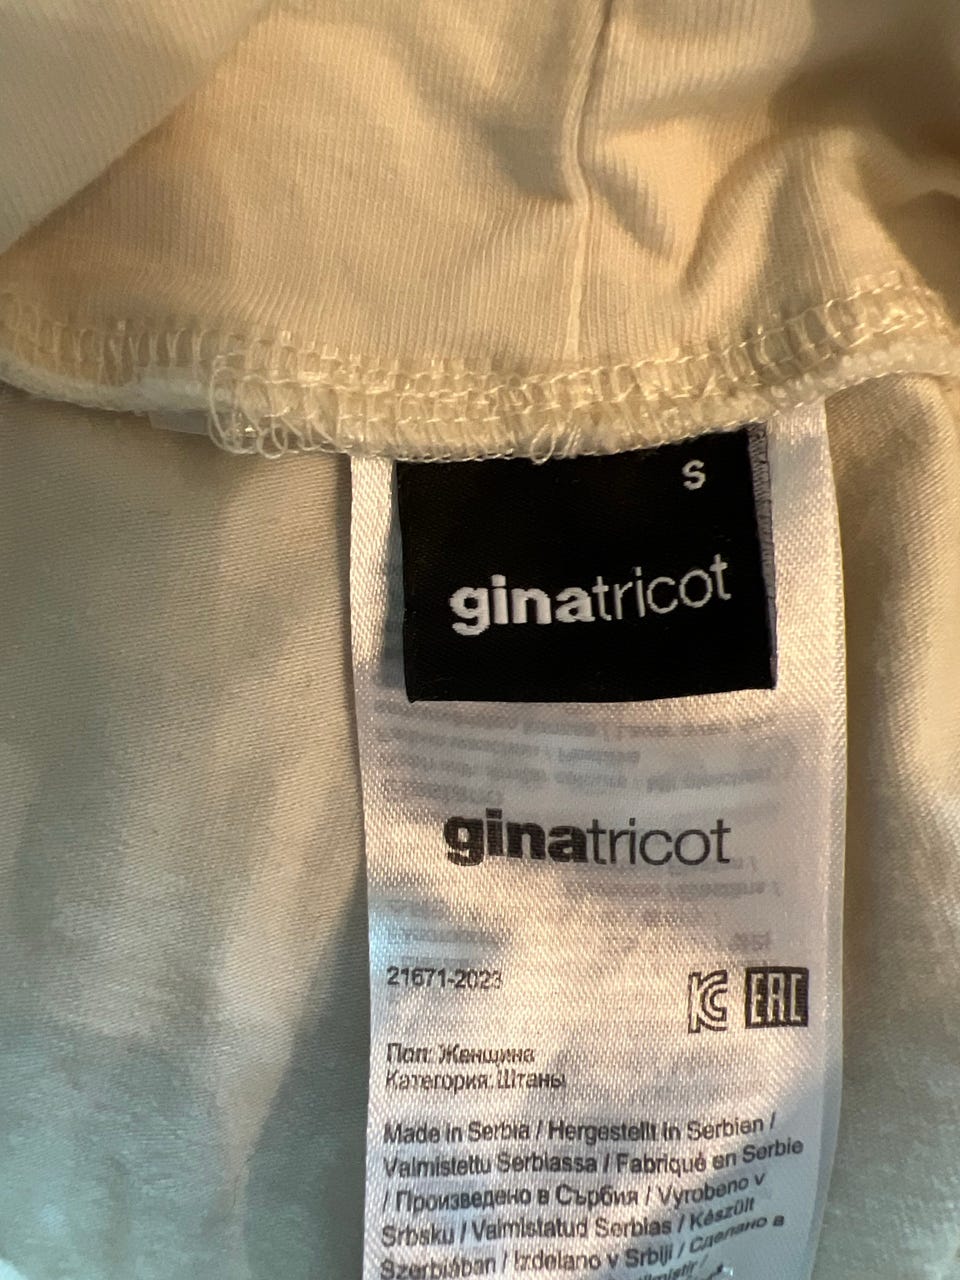 S
ginatricot
ginatricot
21671-2023
EAC
Пол: Женщина
Категория: Штаны
Made in Serbia / Hergestellt in Serbien /
Valmistettu Serbiassa / Fabriqué en Serbie
/ Произведено в Сърбия / Vyrobeno v
Srbsku / Valmistatud Serbias / Készült
Szerbiában / Izdelano v Srbiji / Сделано в